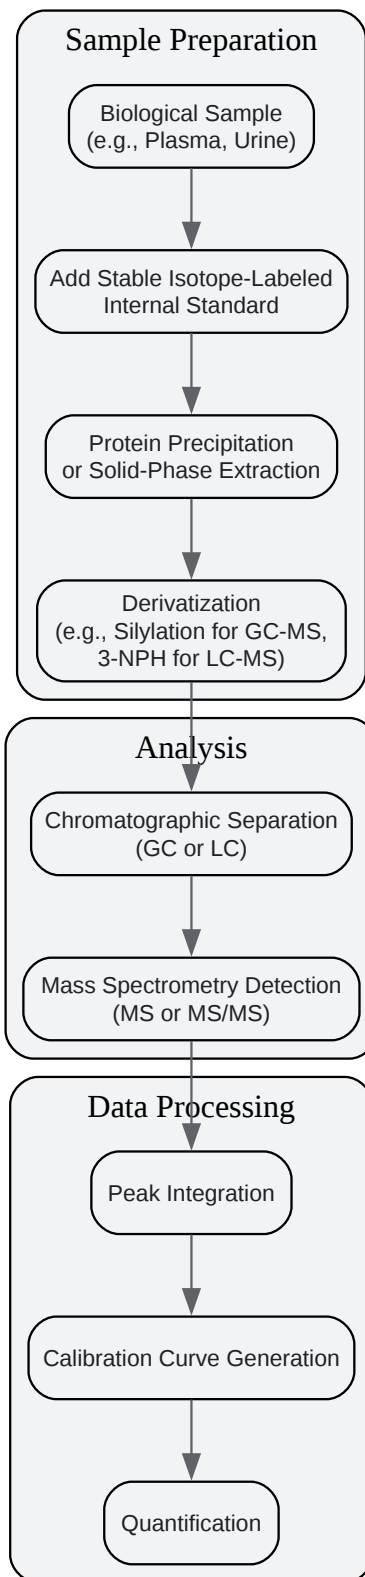 Sample Preparation
Biological Sample
(e.g., Plasma, Urine)
Add Stable Isotope-Labeled
Internal Standard
Protein Precipitation
or Solid-Phase Extraction
Derivatization
(e.g., Silylation for GC-MS,
3-NPH for LC-MS)
Analysis
Chromatographic Separation
(GC or LC)
Mass Spectrometry Detection
(MS or MS/MS)
Data Processing
Peak Integration
Calibration Curve Generation
Quantification